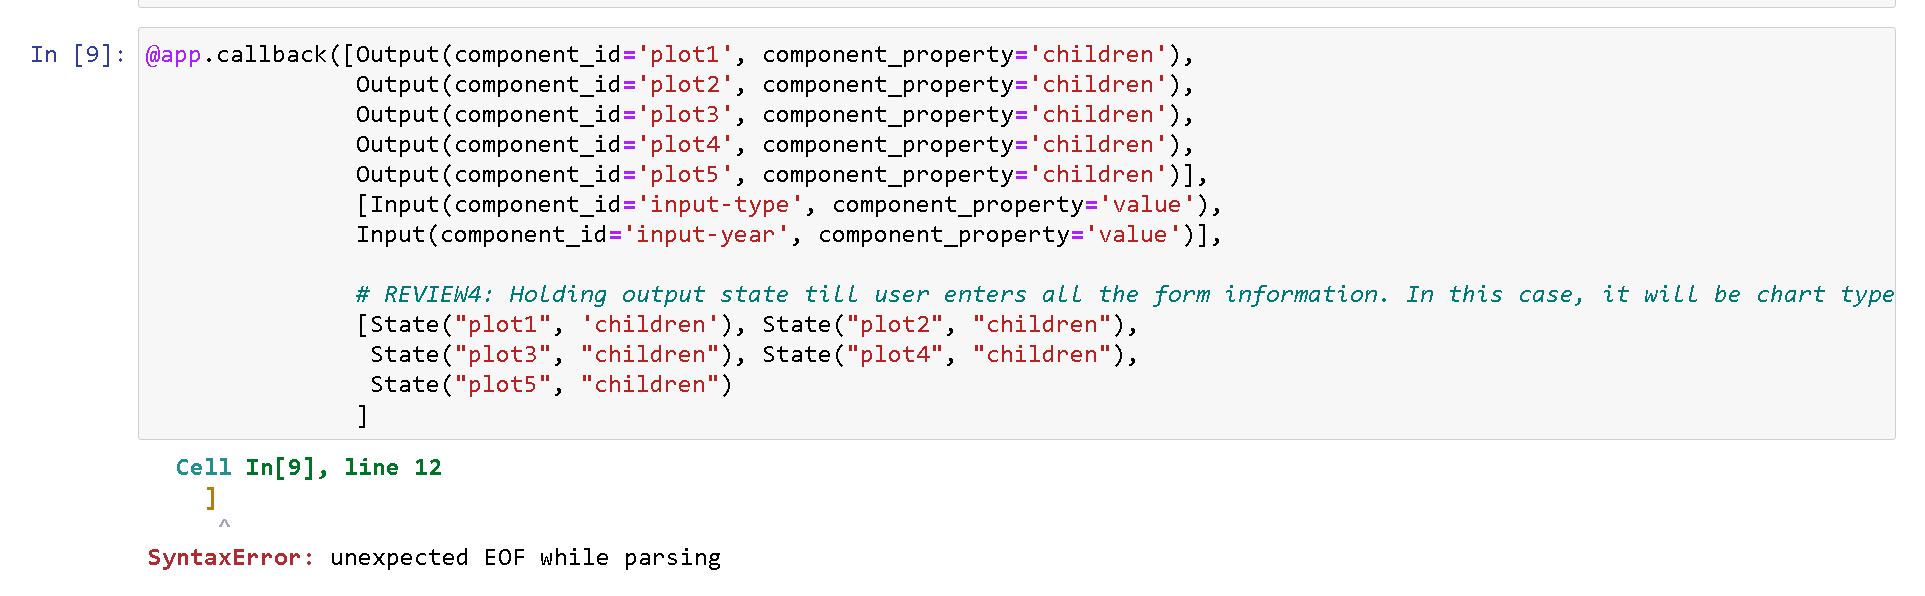 In [9]: @app.callback([Output(component_id='plot1', component_property='children'),
Output(component_id='plot2', component_property='children'),
Output(component_id='plot3', component_property='children'),
Output(component_id='plot4', component_property='children'),
Output(component_id='plot5', component_property='children')],
[Input(component_id='input-type', component_property='value'),
Input(component_id='input-year', component_property='value')],
# REVIEW4: Holding output state till user enters all the form information. In this case, it will be chart type
[State("plot1", 'children'), State("plot2", "children"),
State("plot3", "children"), State("plot4", "children"),
State("plot5", "children")
]
Cell In[9], line 12
]
^
SyntaxError: unexpected EOF while parsing